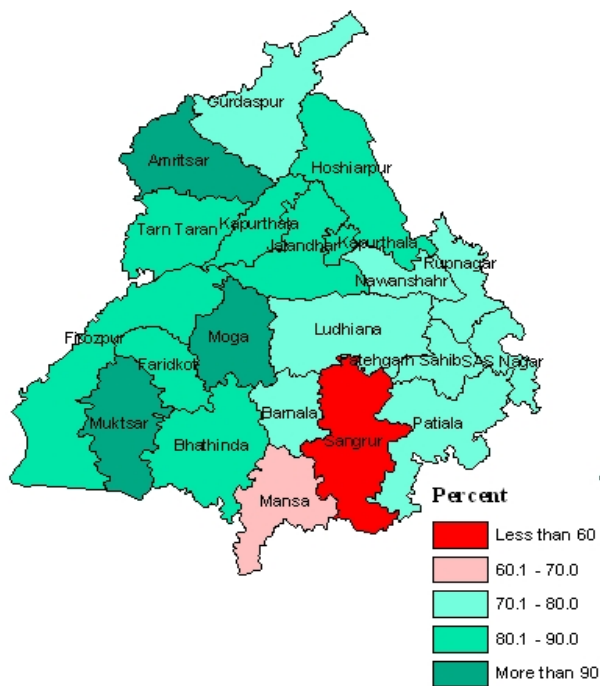 Gurdaspur
Amritsar
Hoshiarpur
Tarn Taran
Kapurthala
Jalandhar
Kapurthala
Rupnagar
Nawanshahr
Firozpur
Moga
Ludhiana
Faridkot
Fatehgarh Sahib
SAS Nagar
Barnala
Muktsar
Patiala
Bhathinda
Sangrur
Mansa
Percent
Less than 60
60.1 - 70.0
70.1 - 80.0
80.1 - 90.0
More than 90